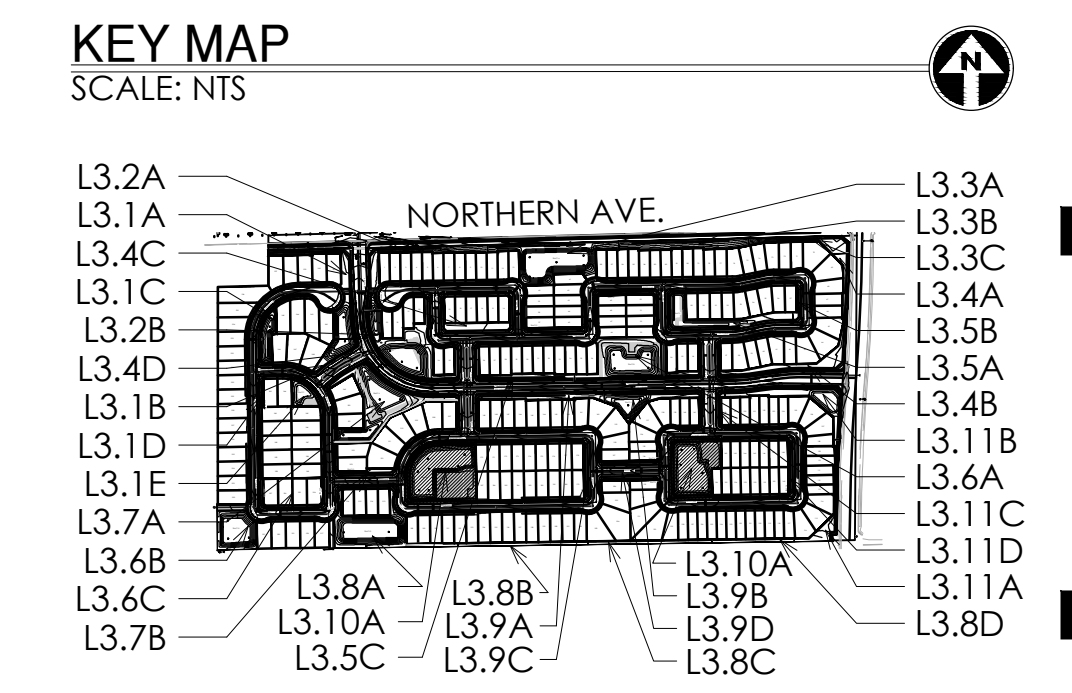 KEY MAP
N
SCALE: NTS
NORTHERN AVE.
L3.2A
L3.1A
L3.4C
L3.1C
L3.2B
L3.4D
L3.1B
L3.1D
L3.1E
L3.7A
L3.6B
L3.6C
L3.7B
L3.8A
L3.10A
L3.5C
L3.8B
L3.9A
L3.9C
L3.10A
L3.9B
L3.9D
L3.8C
L3.3A
L3.3B
L3.3C
L3.4A
L3.5B
L3.5A
L3.4B
L3.11B
L3.6A
L3.11C
L3.11D
L3.11A
L3.8D